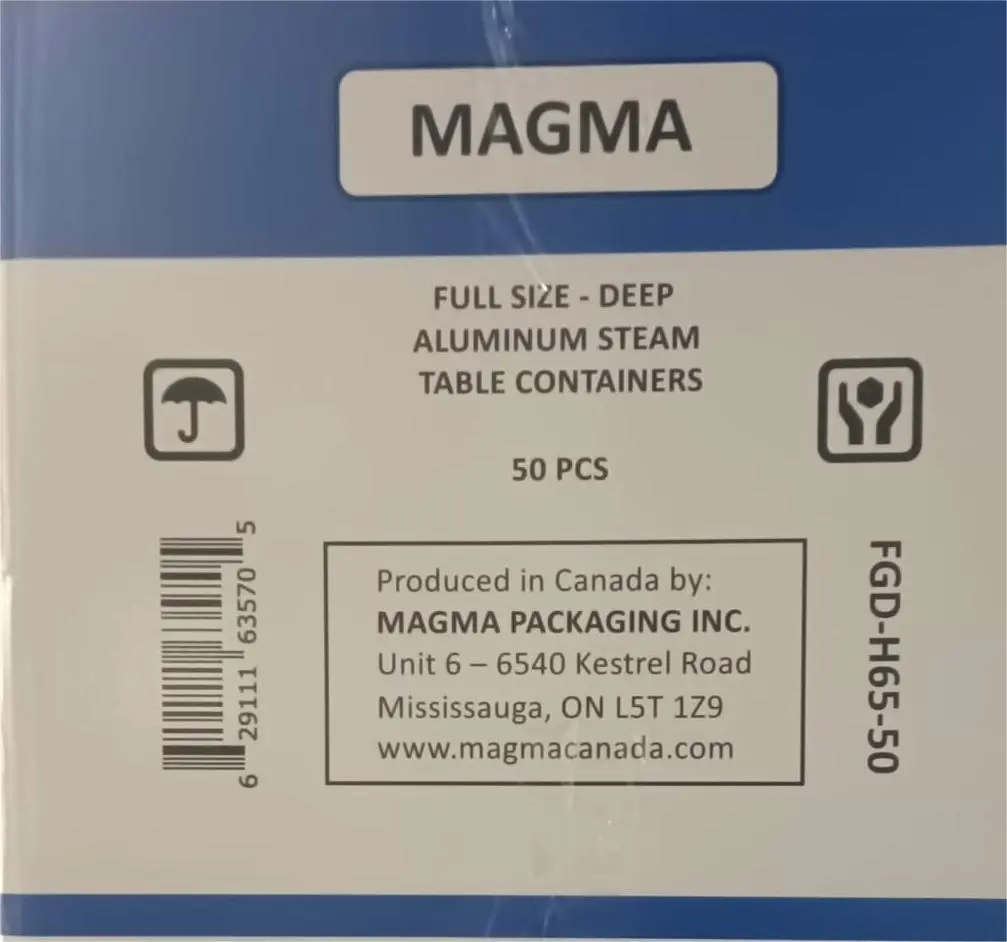 MAGMA
FULL SIZE - DEEP
ALUMINUM STEAM
TABLE CONTAINERS
50 PCS
6 29111 63570 5
Produced in Canada by:
MAGMA PACKAGING INC.
Unit 6 – 6540 Kestrel Road
Mississauga, ON L5T 1Z9
www.magmacanada.com
FGD-H65-50